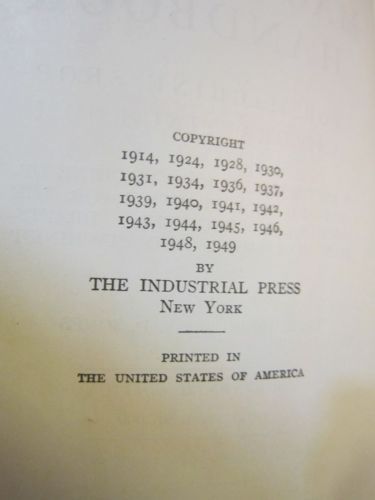 COPYRIGHT
1914, 1924, 1928, 1930,
1931, 1934, 1936, 1937,
1939, 1940, 1941, 1942,
1943, 1944, 1945, 1946,
1948, 1949
BY
THE INDUSTRIAL PRESS
NEW YORK
PRINTED IN
THE UNITED STATES OF AMERICA